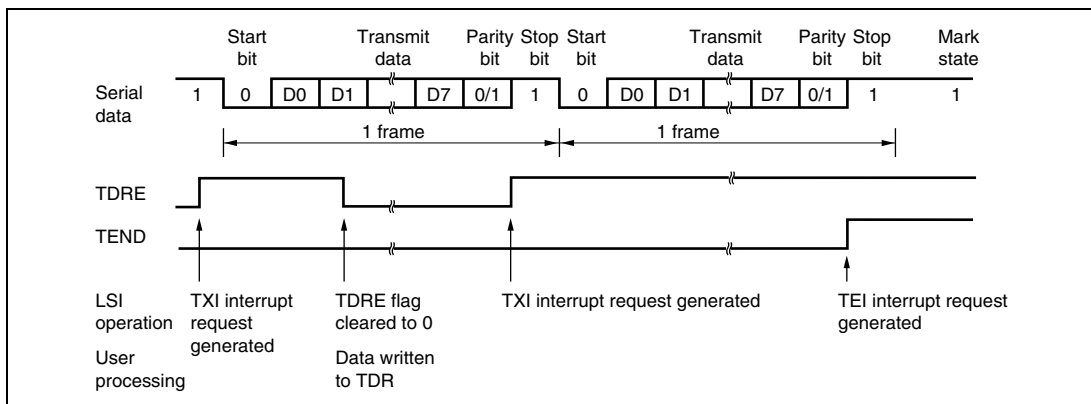 Start bit Transmit data Parity bit Stop bit Start bit Transmit data Parity bit Stop bit Mark state
Serial data 1 0 D0 D1 D7 0/1 1 0 D0 D1 D7 0/1 1 1
1 frame 1 frame
TDRE
TEND
LSI operation TXI interrupt request generated TDRE flag cleared to 0 TXI interrupt request generated TEI interrupt request generated
User processing Data written to TDR